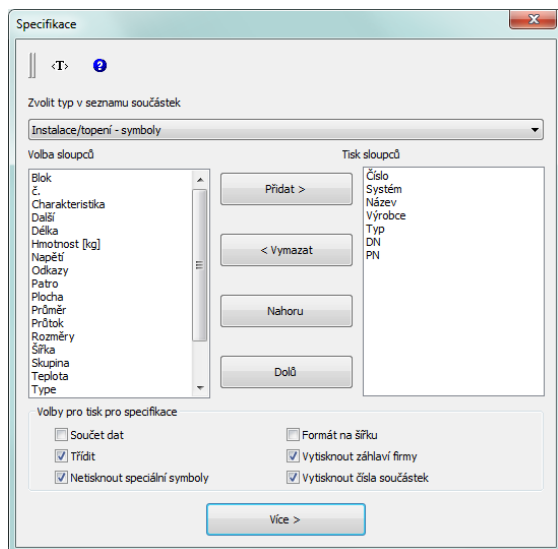 Specifikace
<T>
?
Zvolit typ v seznamu součástek
Instalace/topení - symboly
Volba sloupců
Tisk sloupců
Blok
č.
Charakteristika
Další
Délka
Hmotnost [kg]
Napětí
Odkazy
Patro
Plocha
Průměr
Průtok
Rozměry
Šířka
Skupina
Teplota
Type
Přidat >
< Vymazat
Nahoru
Dolů
Číslo
Systém
Název
Výrobce
Typ
DN
PN
Volby pro tisk pro specifikace
Součet dat
Formát na šířku
Třídit
Vytisknout záhlaví firmy
Netisknout speciální symboly
Vytisknout čísla součástek
Více >